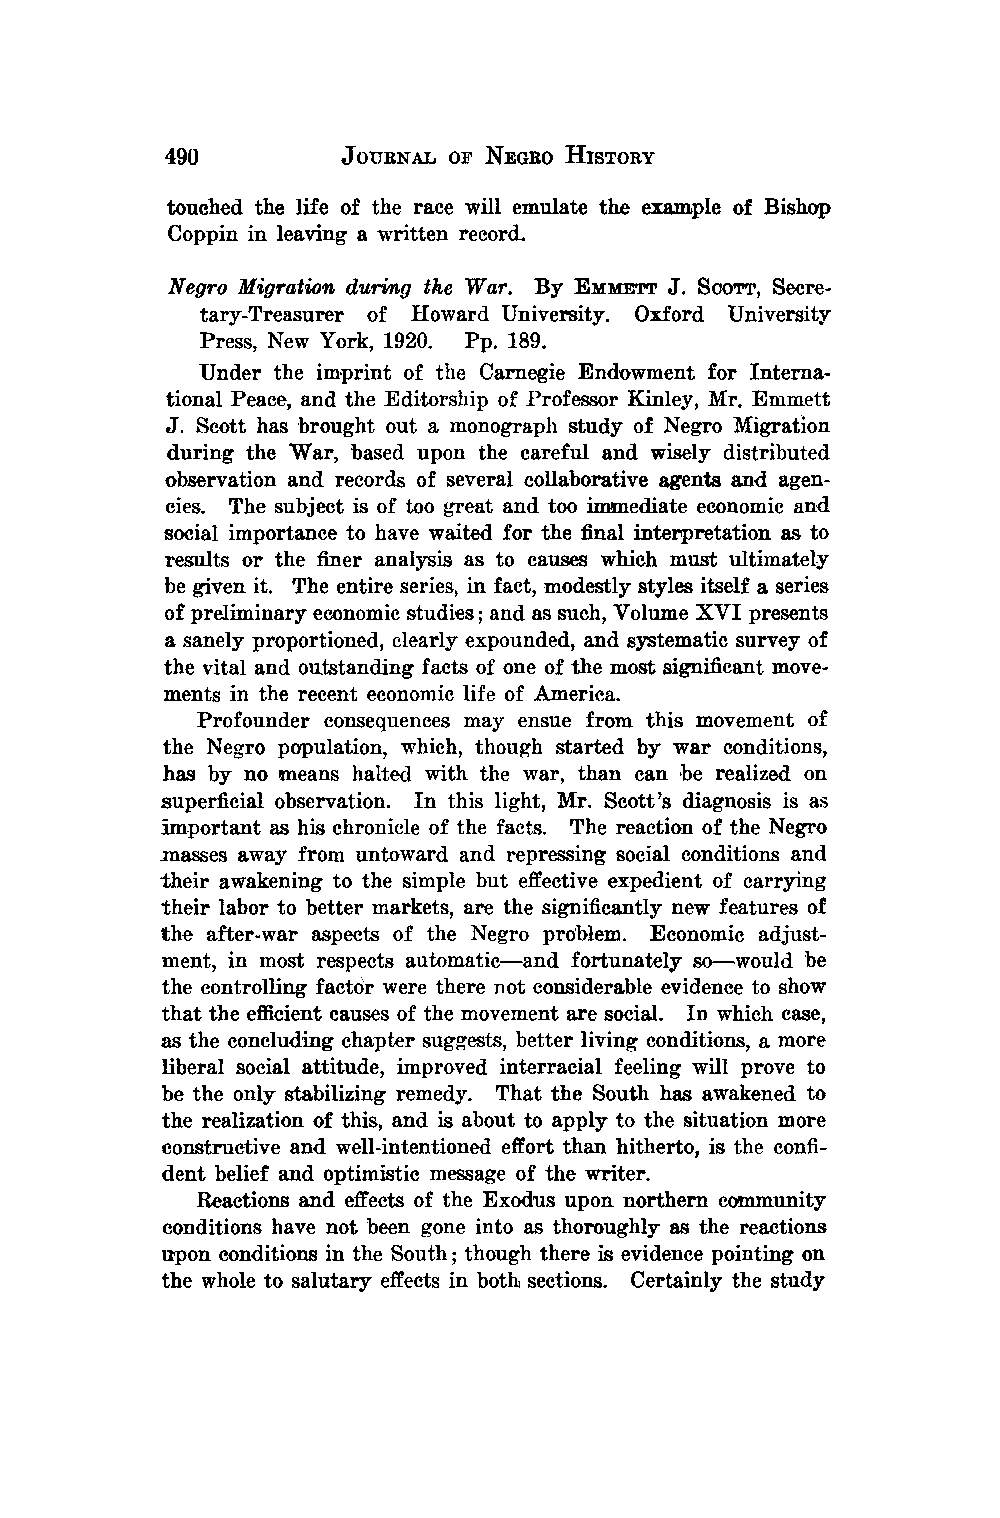 490 JOURNAL OF NEGRO HISTORY
touched the life of the race will emulate the example of Bishop
Coppin in leaving a written record.
Negro Migration during the War. By EMMETT J. SCOTT, Secre-
tary-Treasurer of Howard University. Oxford University
Press, New York, 1920. Pp. 189.
Under the imprint of the Carnegie Endowment for Interna-
tional Peace, and the Editorship of Professor Kinley, Mr. Emmett
J. Scott has brought out a monograph study of Negro Migration
during the War, based upon the careful and wisely distributed
observation and records of several collaborative agents and agen-
cies. The subject is of too great and too immediate economic and
social importance to have waited for the final interpretation as to
results or the finer analysis as to causes which must ultimately
be given it. The entire series, in fact, modestly styles itself a series
of preliminary economic studies; and as such, Volume XVI presents
a sanely proportioned, clearly expounded, and systematic survey of
the vital and outstanding facts of one of the most significant move-
ments in the recent economic life of America.
Profounder consequences may ensue from this movement of
the Negro population, which, though started by war conditions,
has by no means halted with the war, than can be realized on
superficial observation. In this light, Mr. Scott's diagnosis is as
important as his chronicle of the facts. The reaction of the Negro
masses away from untoward and repressing social conditions and
their awakening to the simple but effective expedient of carrying
their labor to better markets, are the significantly new features of
the after-war aspects of the Negro problem. Economic adjust-
ment, in most respects automatic—and fortunately so—would be
the controlling factor were there not considerable evidence to show
that the efficient causes of the movement are social. In which case,
as the concluding chapter suggests, better living conditions, a more
liberal social attitude, improved interracial feeling will prove to
be the only stabilizing remedy. That the South has awakened to
the realization of this, and is about to apply to the situation more
constructive and well-intentioned effort than hitherto, is the confi-
dent belief and optimistic message of the writer.
Reactions and effects of the Exodus upon northern community
conditions have not been gone into as thoroughly as the reactions
upon conditions in the South; though there is evidence pointing on
the whole to salutary effects in both sections. Certainly the study